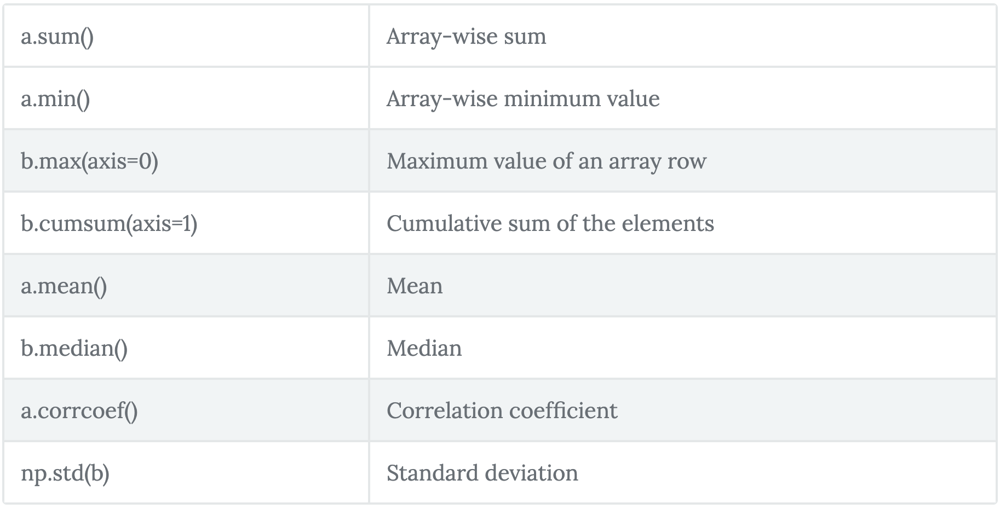 a.sum() Array-wise sum
a.min() Array-wise minimum value
b.max(axis=0) Maximum value of an array row
b.cumsum(axis=1) Cumulative sum of the elements
a.mean() Mean
b.median() Median
a.corrcoef() Correlation coefficient
np.std(b) Standard deviation